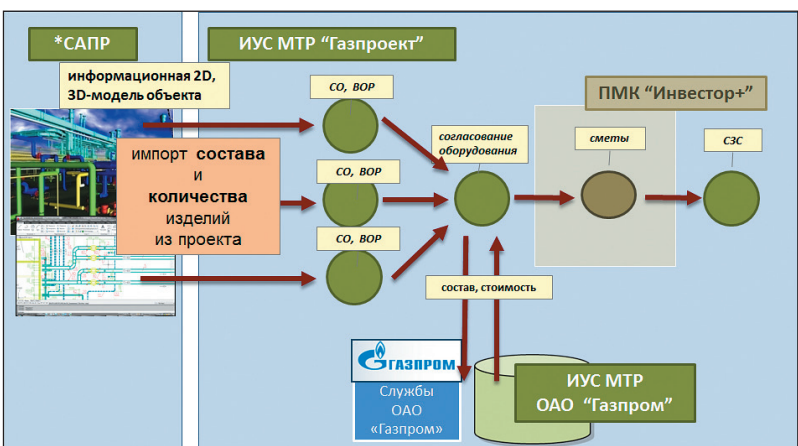 *САПР
ИУС МТР “Газпроект”
информационная 2D,
3D-модель объекта
СО, ВОР
ПМК “Инвестор+”
согласование
оборудования
сметы
СЗС
импорт состава
и
количества
изделий
из проекта
СО, ВОР
СО, ВОР
состав, стоимость
ГАЗПРОМ
Службы
ОАО
«Газпром»
ИУС МТР
ОАО “Газпром”